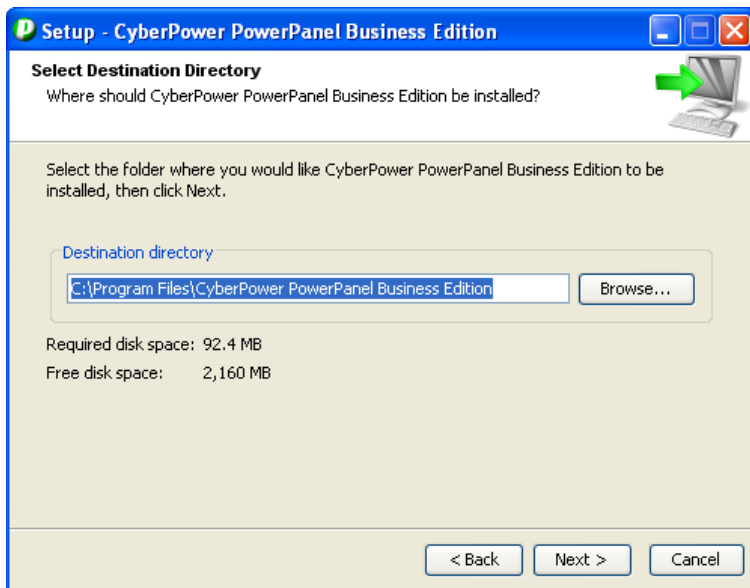 Setup - CyberPower PowerPanel Business Edition
Select Destination Directory
Where should CyberPower PowerPanel Business Edition be installed?
Select the folder where you would like CyberPower PowerPanel Business Edition to be
installed, then click Next.
Destination directory
C:\Program Files\CyberPower PowerPanel Business Edition
Browse...
Required disk space: 92.4 MB
Free disk space: 2,160 MB
< Back
Next >
Cancel